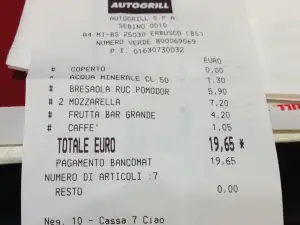 AUTOGRILL
AUTOGRILL S.P.A.
SEBINO 0010
A4 MI-BS 25030 ERBUSCO (BS)
NUMERO VERDE 800069069
P.I. 01630730032
EURO
# COPERTO 0,00
# ACQUA MINERALE CL 50 1.30
# BRESAOLA RUC.POMODOR 5.90
# 2 MOZZARELLA 7.20
# FRUTTA BAR GRANDE 4.20
# CAFFE' 1.05
TOTALE EURO 19,65 *
PAGAMENTO BANCOMAT 19,65
NUMERO DI ARTICOLI :7
RESTO 0,00
Neg. 10 - Cassa 7 Ciao